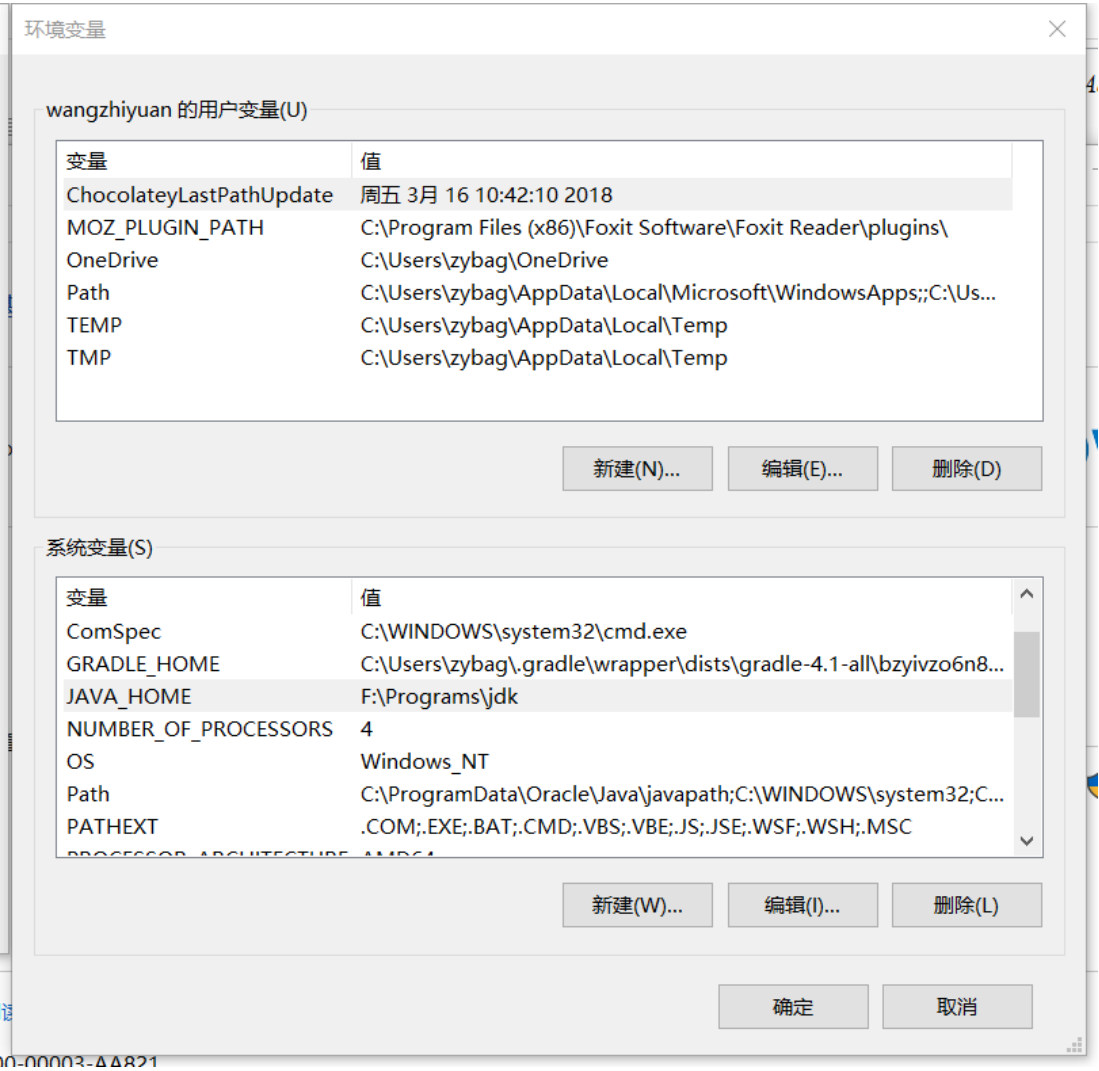 环境变量
wangzhiyuan 的用户变量(U)
变量 值
ChocolateyLastPathUpdate 周五 3月 16 10:42:10 2018
MOZ_PLUGIN_PATH C:\Program Files (x86)\Foxit Software\Foxit Reader\plugins\
OneDrive C:\Users\zybag\OneDrive
Path C:\Users\zybag\AppData\Local\Microsoft\WindowsApps;;C:\Us...
TEMP C:\Users\zybag\AppData\Local\Temp
TMP C:\Users\zybag\AppData\Local\Temp
新建(N)... 编辑(E)... 删除(D)
系统变量(S)
变量 值
ComSpec C:\WINDOWS\system32\cmd.exe
GRADLE_HOME C:\Users\zybag\.gradle\wrapper\dists\gradle-4.1-all\bzyivzo6n8...
JAVA_HOME F:\Programs\jdk
NUMBER_OF_PROCESSORS 4
OS Windows_NT
Path C:\ProgramData\Oracle\Java\javapath;C:\WINDOWS\system32;C...
PATHEXT .COM;.EXE;.BAT;.CMD;.VBS;.VBE;.JS;.JSE;.WSF;.WSH;.MSC
PROCESSOR_ARCHITECTURE AMD64
新建(W)... 编辑(I)... 删除(L)
确定 取消
00-00003-AA821